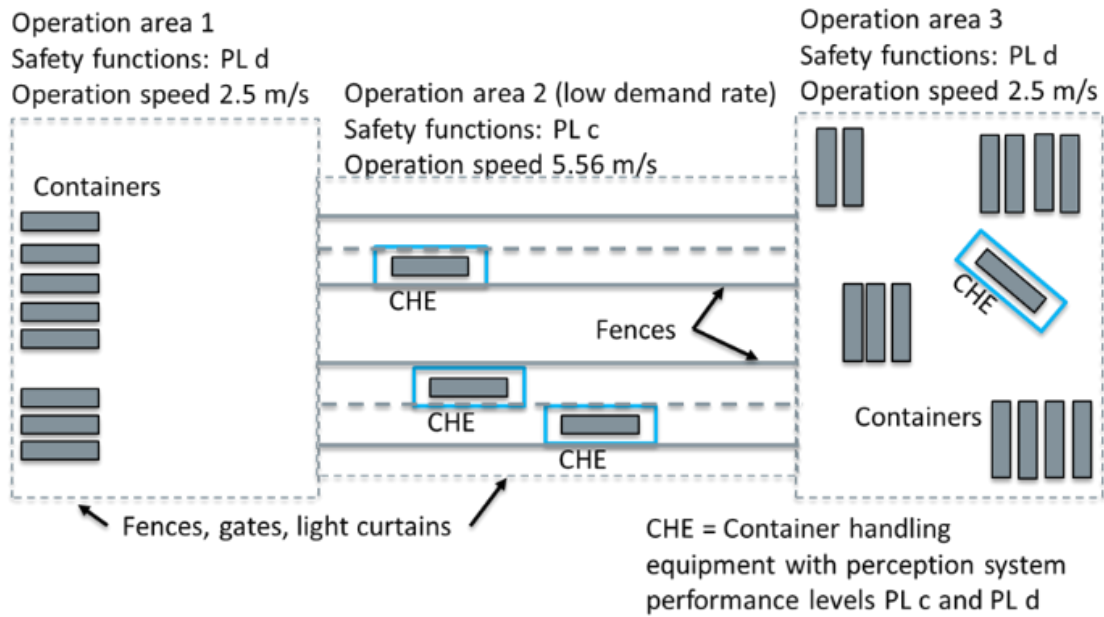 Operation area 1
Safety functions: PL d
Operation speed 2.5 m/s
Operation area 2 (low demand rate)
Safety functions: PL c
Operation speed 5.56 m/s
Operation area 3
Safety functions: PL d
Operation speed 2.5 m/s
Containers
CHE
Fences
CHE
CHE
CHE
Containers
Fences, gates, light curtains
CHE = Container handling
equipment with perception system
performance levels PL c and PL d